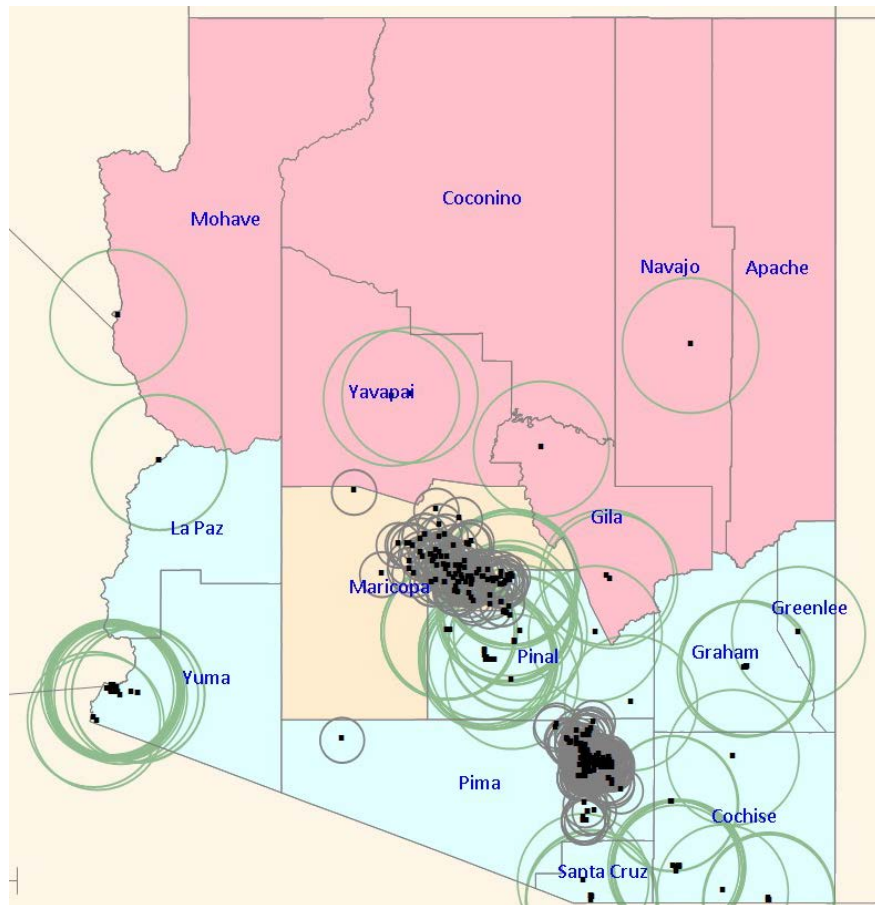 Coconino
Mohave
Navajo
Apache
Yavapai
La Paz
Gila
Maricopa
Greenlee
Pinal
Graham
Yuma
Pima
Cochise
Santa Cruz